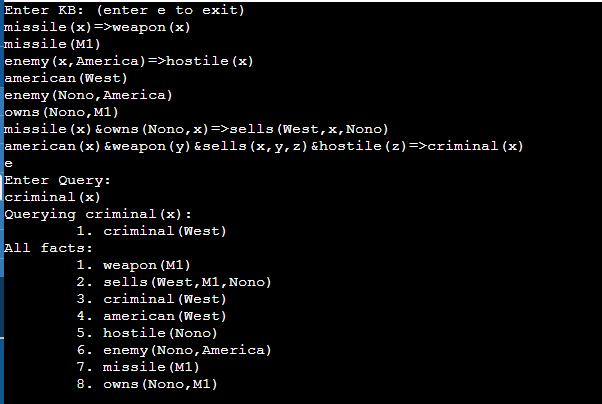 Enter KB: (enter e to exit)
missile(x)=>weapon(x)
missile(M1)
enemy(x,America)=>hostile(x)
american(West)
enemy(Nono,America)
owns(Nono,M1)
missile(x)&owns(Nono,x)=>sells(West,x,Nono)
american(x)&weapon(y)&sells(x,y,z)&hostile(z)=>criminal(x)
e
Enter Query:
criminal(x)
Querying criminal(x):
1. criminal(West)
All facts:
1. weapon(M1)
2. sells(West,M1,Nono)
3. criminal(West)
4. american(West)
5. hostile(Nono)
6. enemy(Nono,America)
7. missile(M1)
8. owns(Nono,M1)